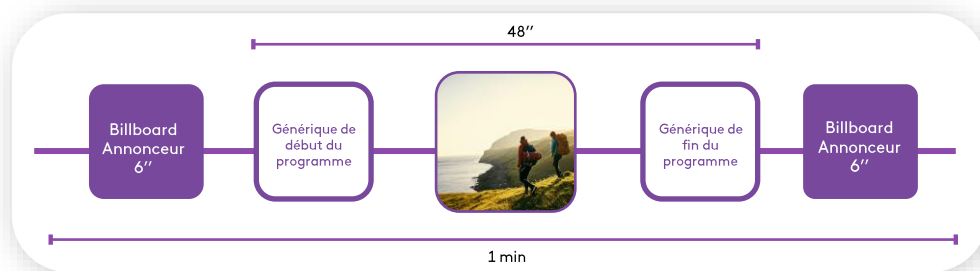 48’’
Billboard
Annonceur
6’’
Générique de
début du
programme
Générique de
fin du
programme
Billboard
Annonceur
6’’
1 min